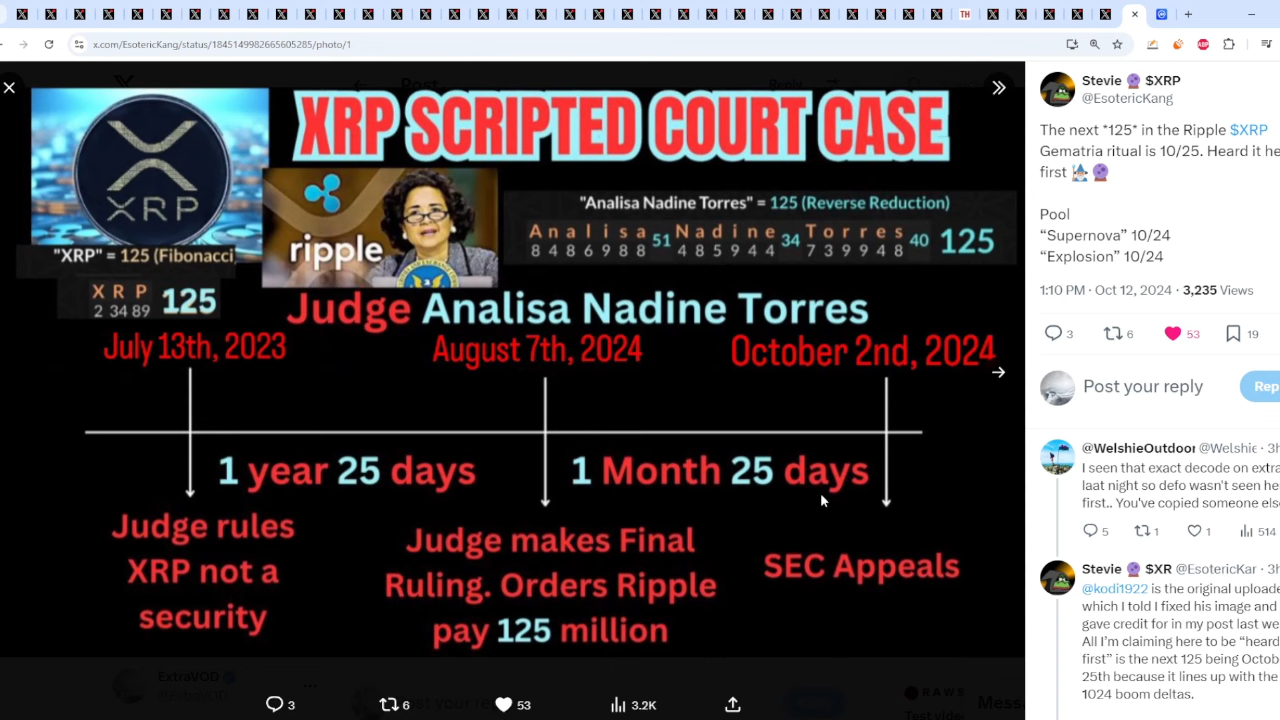 x.com/EsotericKang/status/1845149982665605285/photo/1
XRP SCRIPTED COURT CASE
XRP
"XRP" = 125 (Fibonacci)
X R P 125
2 34 89
ripple
"Analisa Nadine Torres" = 125 (Reverse Reduction)
A n a l i s a 51 N a d i n e 34 T o r r e s 40 125
8 4 8 6 9 8 8 4 8 5 9 4 4 7 3 9 9 4 8
Judge Analisa Nadine Torres
July 13th, 2023
August 7th, 2024
October 2nd, 2024
1 year 25 days
1 Month 25 days
Judge rules
XRP not a
security
Judge makes Final
Ruling. Orders Ripple
pay 125 million
SEC Appeals
3
6
53
3.2K
Stevie 🔮 $XRP
@EsotericKang
The next *125* in the Ripple $XRP
Gematria ritual is 10/25. Heard it he
first 🧙🏻‍♂️🔮
Pool
“Supernova” 10/24
“Explosion” 10/24
1:10 PM · Oct 12, 2024 · 3,235 Views
3
6
53
19
Post your reply
Rep
@WelshieOutdoor @Welshie · 3h
I seen that exact decode on extra
laat night so defo wasn't seen he
first.. You've copied someone else
5
1
1
514
Stevie 🔮 $XR @EsotericKar · 3h
@kodi1922 is the original uploade
which I told I fixed his image and
gave credit for in my post last we
All I’m claiming here to be “heard
first” is the next 125 being Octob
25th because it lines up with the
1024 boom deltas.
ExtraVOD